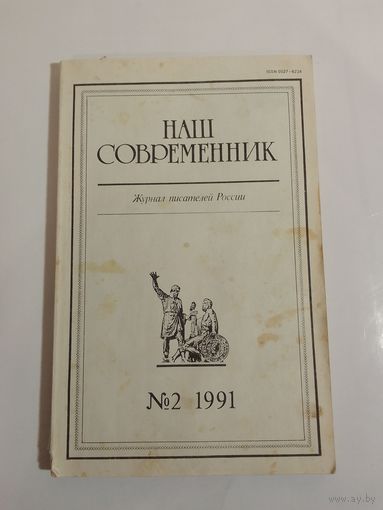 ISSN 0027-8238
НАШ
СОВРЕМЕННИК
Журнал писателей России
№2 1991
www.ay.by